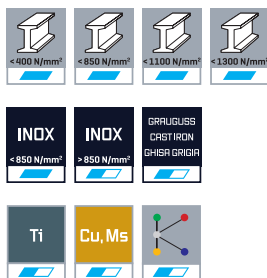 <400 N/mm² <850 N/mm² <1100 N/mm² <1300 N/mm²
INOX INOX GRAUGUSS
CAST IRON
GHISA GRIGIA
<850 N/mm² >850 N/mm²
Ti Cu, Ms